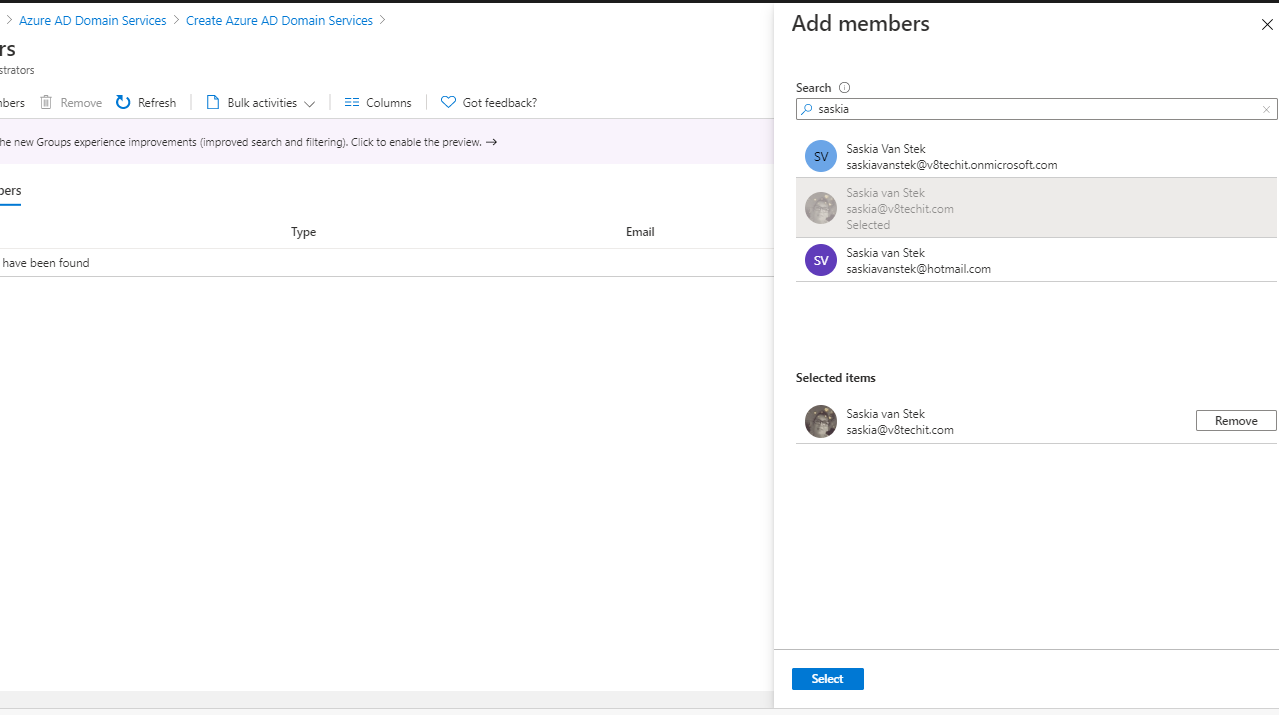 Azure AD Domain Services > Create Azure AD Domain Services >
rs
strators
nbers Remove Refresh Bulk activities Columns Got feedback?
he new Groups experience improvements (improved search and filtering). Click to enable the preview. →
bers
Type Email
have been found
Add members
Search
saskia
SV
Saskia Van Stek
saskiavanstek@v8techit.onmicrosoft.com
Saskia van Stek
saskia@v8techit.com
Selected
SV
Saskia van Stek
saskiavanstek@hotmail.com
Selected items
Saskia van Stek
saskia@v8techit.com
Remove
Select